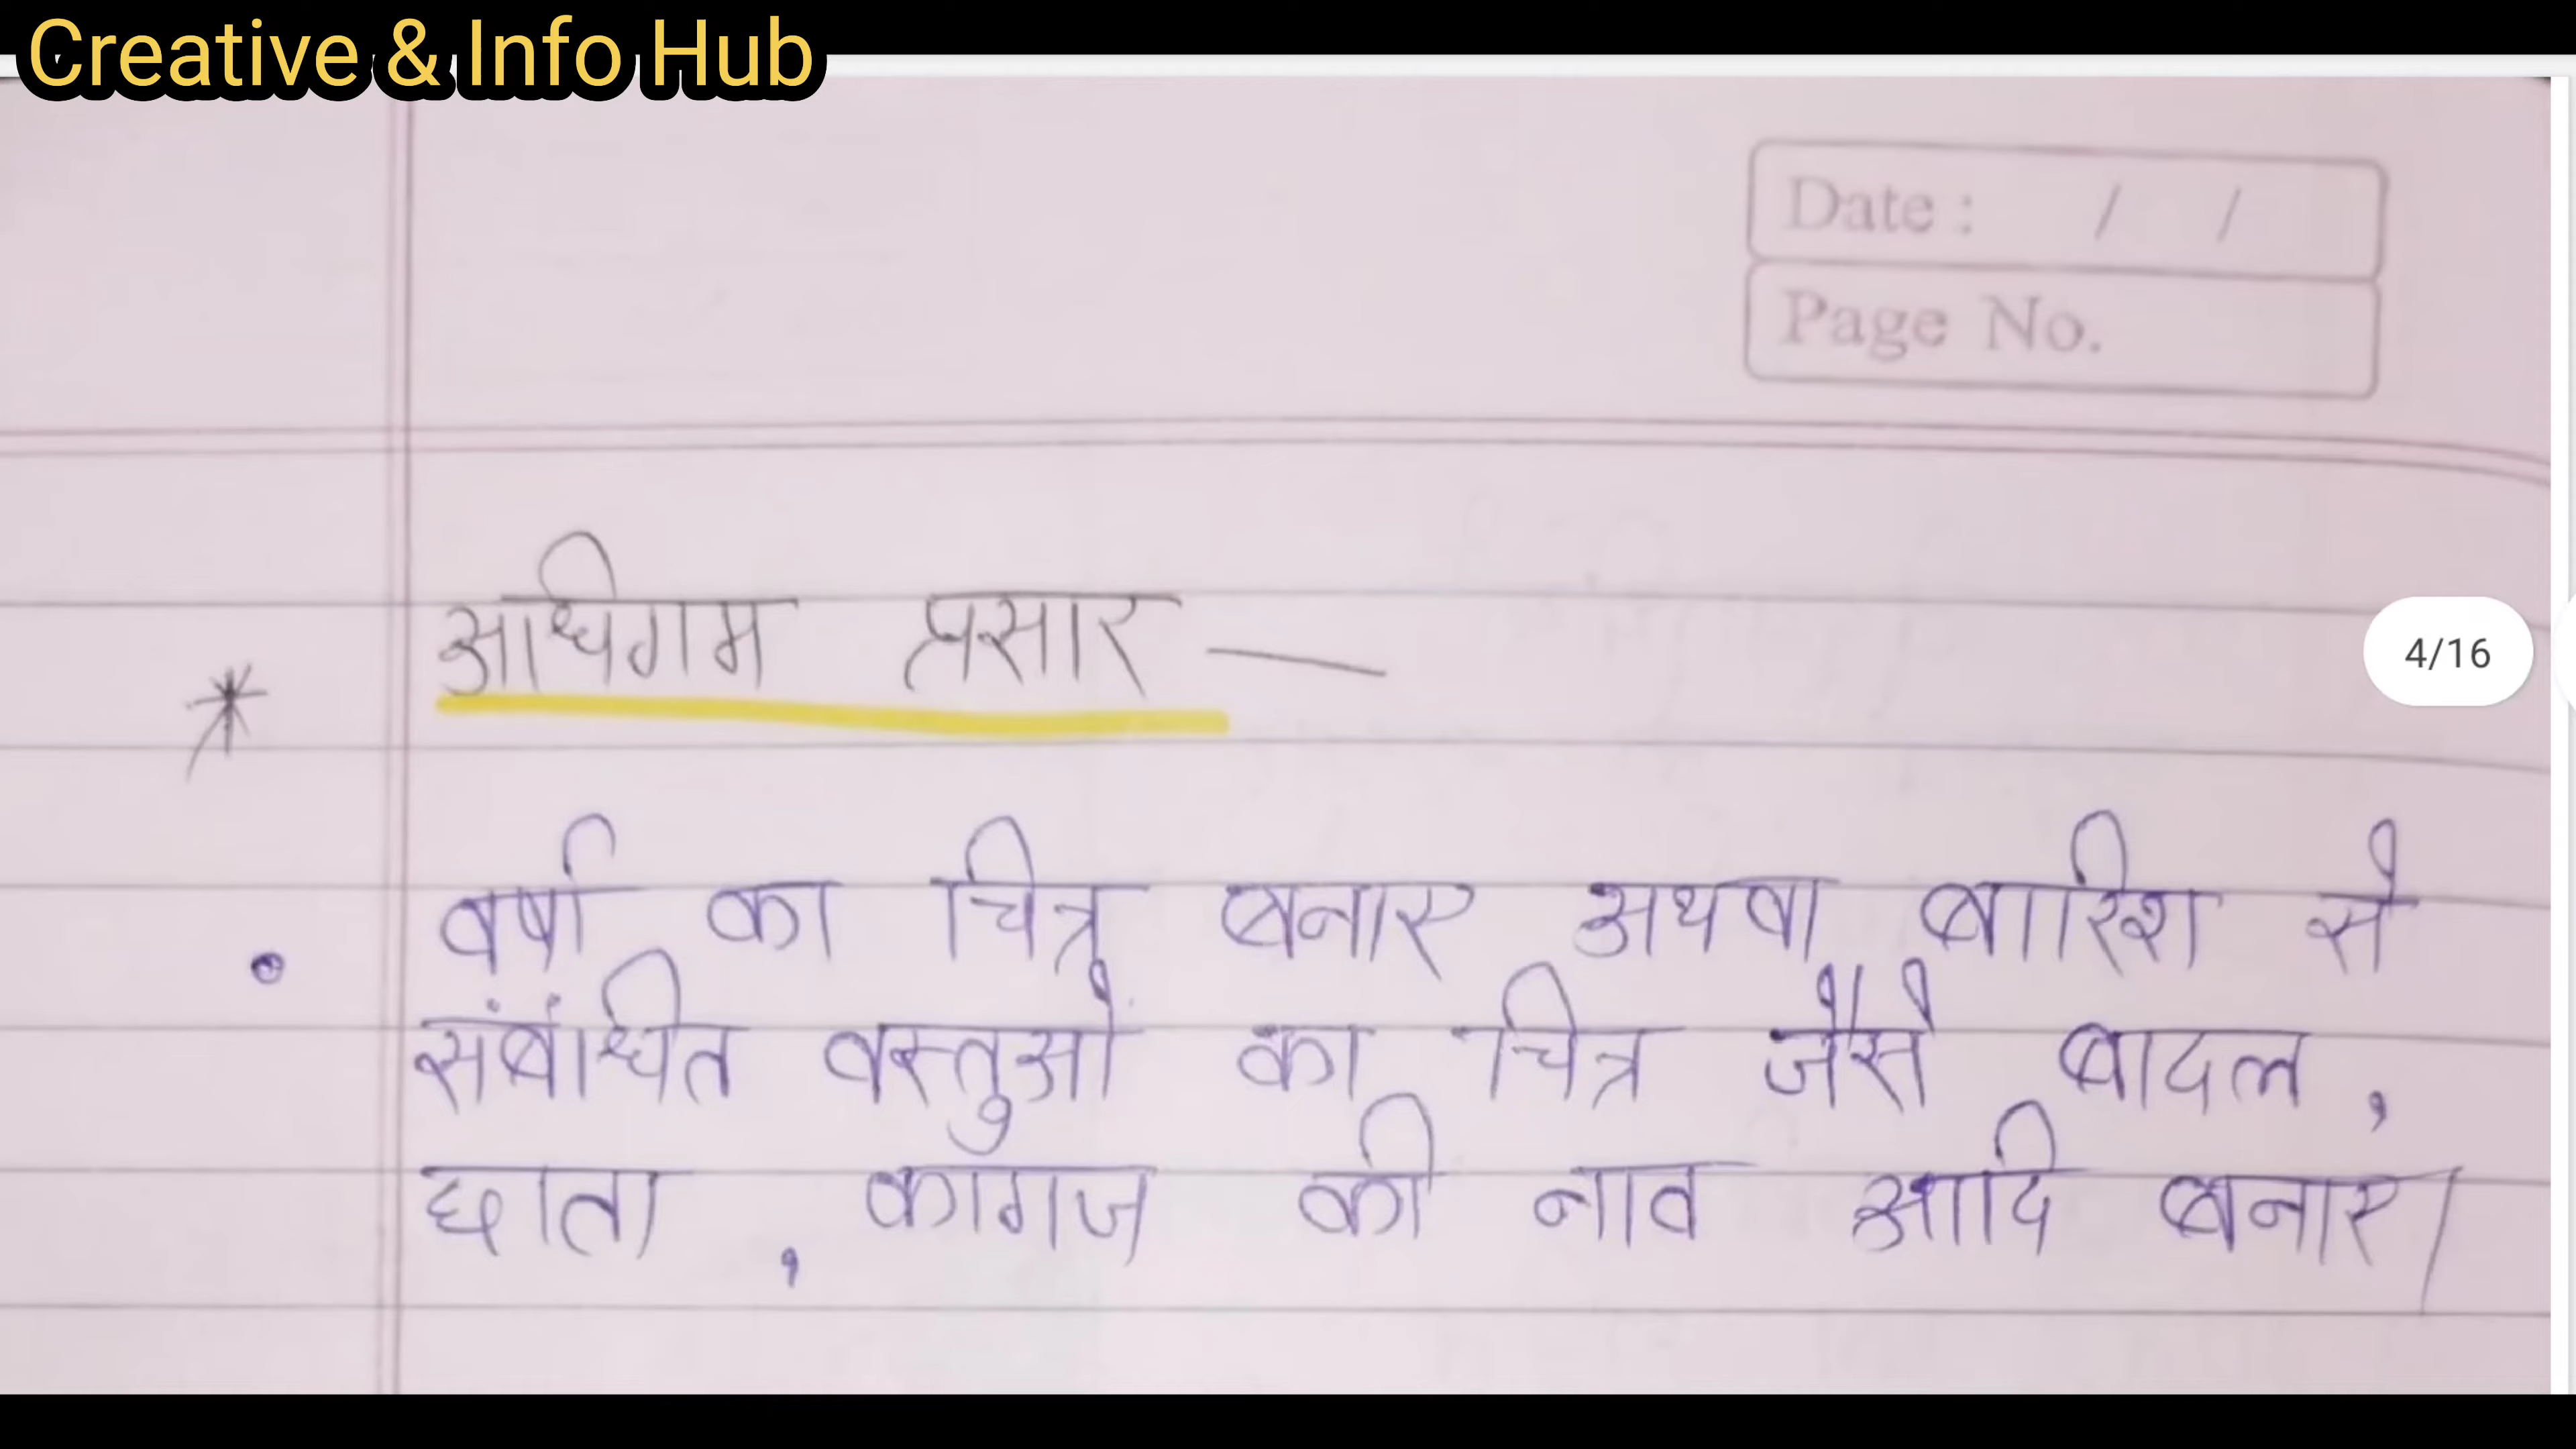 Creative & Info Hub
Date : / /
Page No.
* अधिगम प्रसार —
4/16
• वर्षा का चित्र बनाए अथवा बारिश से
संबंधित वस्तुओं का चित्र जैसे बादल ,
छाता , कागज की नाव आदि बनाए।